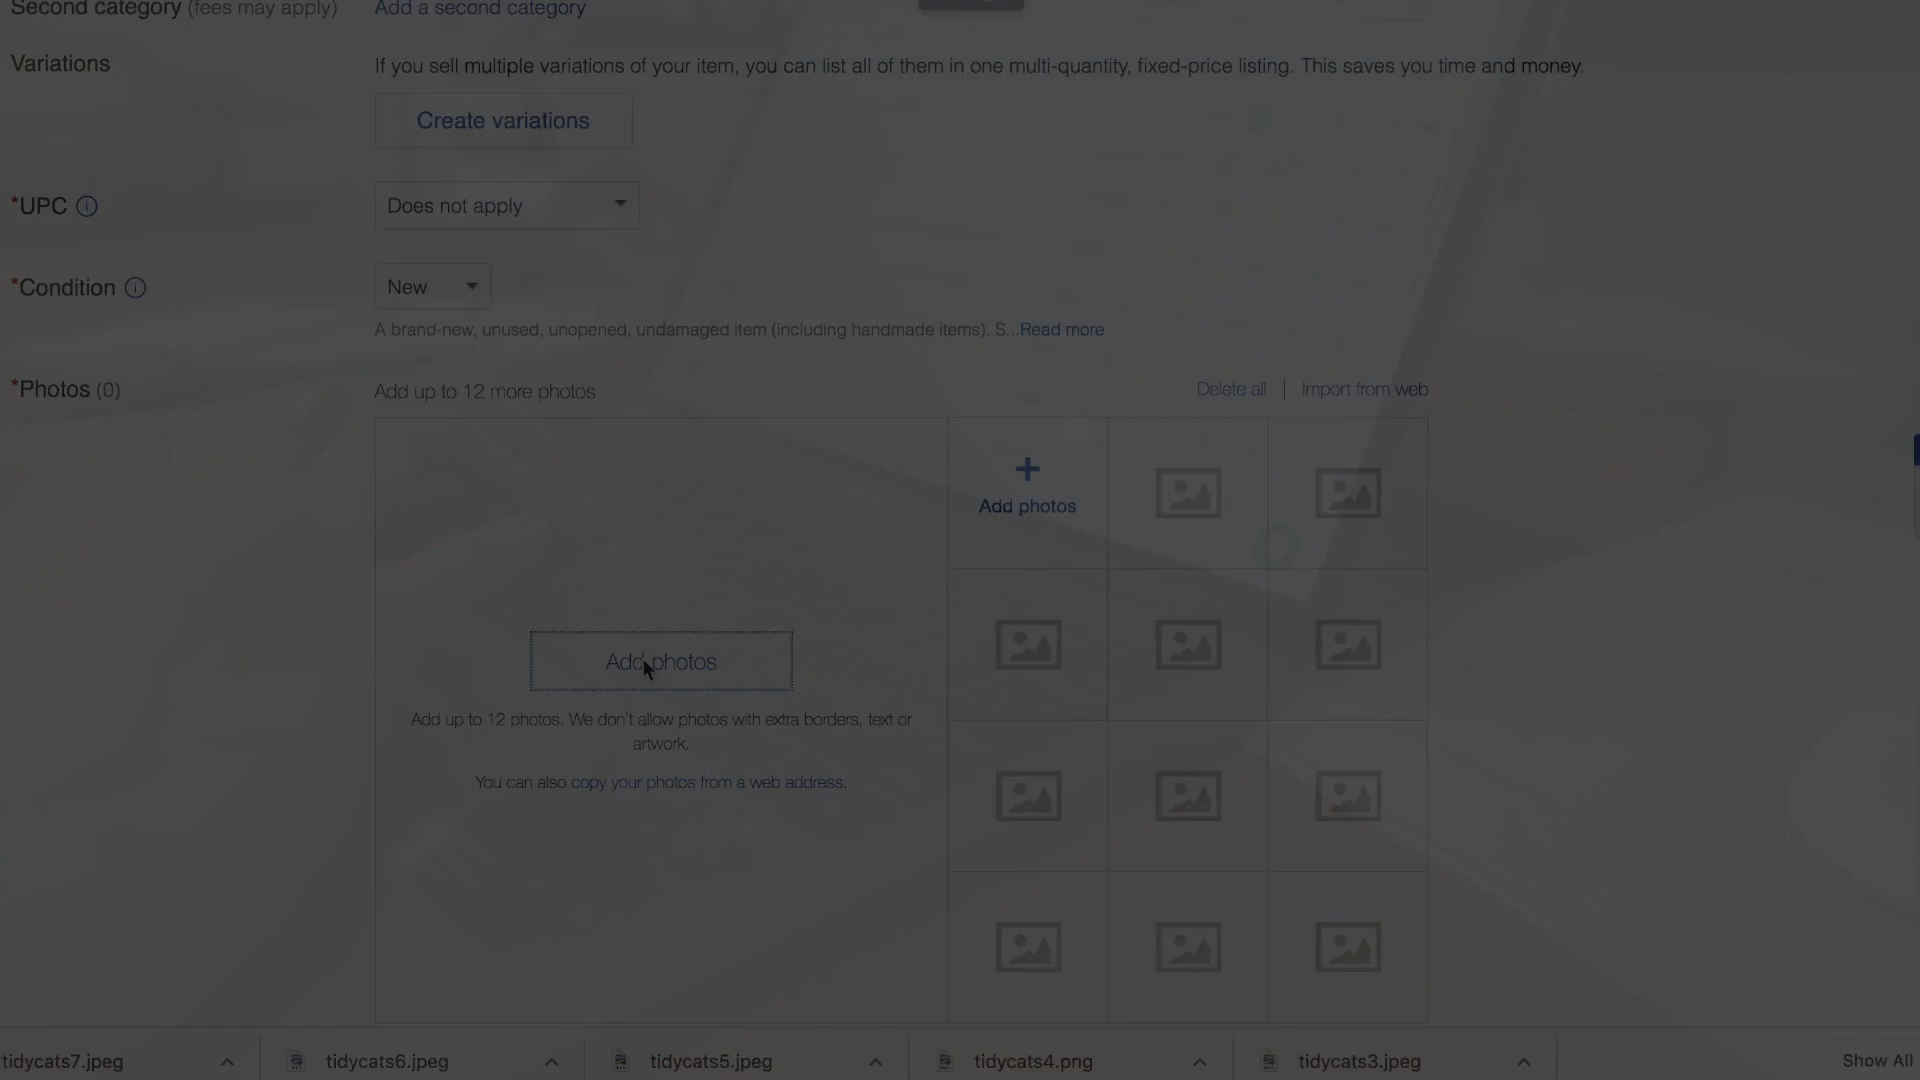 Second category (fees may apply) Add a second category
Variations If you sell multiple variations of your item, you can list all of them in one multi-quantity, fixed-price listing. This saves you time and money.
Create variations
*UPC Does not apply
*Condition New
A brand-new, unused, unopened, undamaged item (including handmade items). S...Read more
*Photos (0) Add up to 12 more photos Delete all | Import from web
Add photos
Add photos
Add up to 12 photos. We don't allow photos with extra borders, text or
artwork.
You can also copy your photos from a web address.
tidycats7.jpeg tidycats6.jpeg tidycats5.jpeg tidycats4.png tidycats3.jpeg Show All